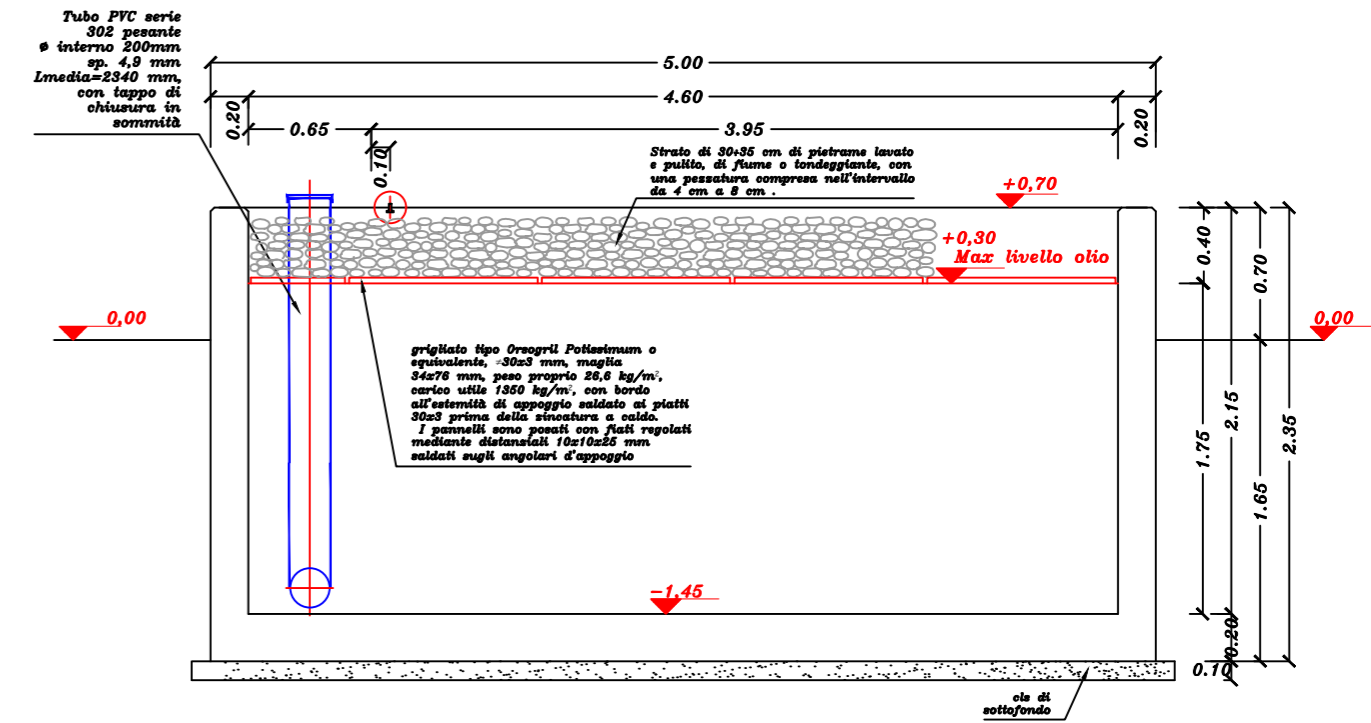 Tubo PVC serie
302 pesante
ø interno 200mm
sp. 4,9 mm
Lmedia=2340 mm,
con tappo di
chiusura in
sommità
5.00
4.60
0.20
0.65
3.95
0.20
0.10
Strato di 30÷35 cm di pietrame lavato
e pulito, di fiume o tondeggiante, con
una pezzatura compresa nell'intervallo
da 4 cm a 8 cm .
+0,70
+0,30
Max livello olio
0,00
0,00
0.40
0.70
1.75
2.15
1.65
2.35
grigliato tipo Orsogril Potissimum o
equivalente, 30x3 mm, maglia
34x76 mm, peso proprio 26,6 kg/m²,
carico utile 1350 kg/m², con bordo
all'estemità di appoggio saldato ai piatti
30x3 prima della zincatura a caldo.
I pannelli sono posati con fiati regolati
mediante distanziali 10x10x25 mm
saldati sugli angolari d'appoggio
-1,45
0.20
0.10
cls di
sottofondo